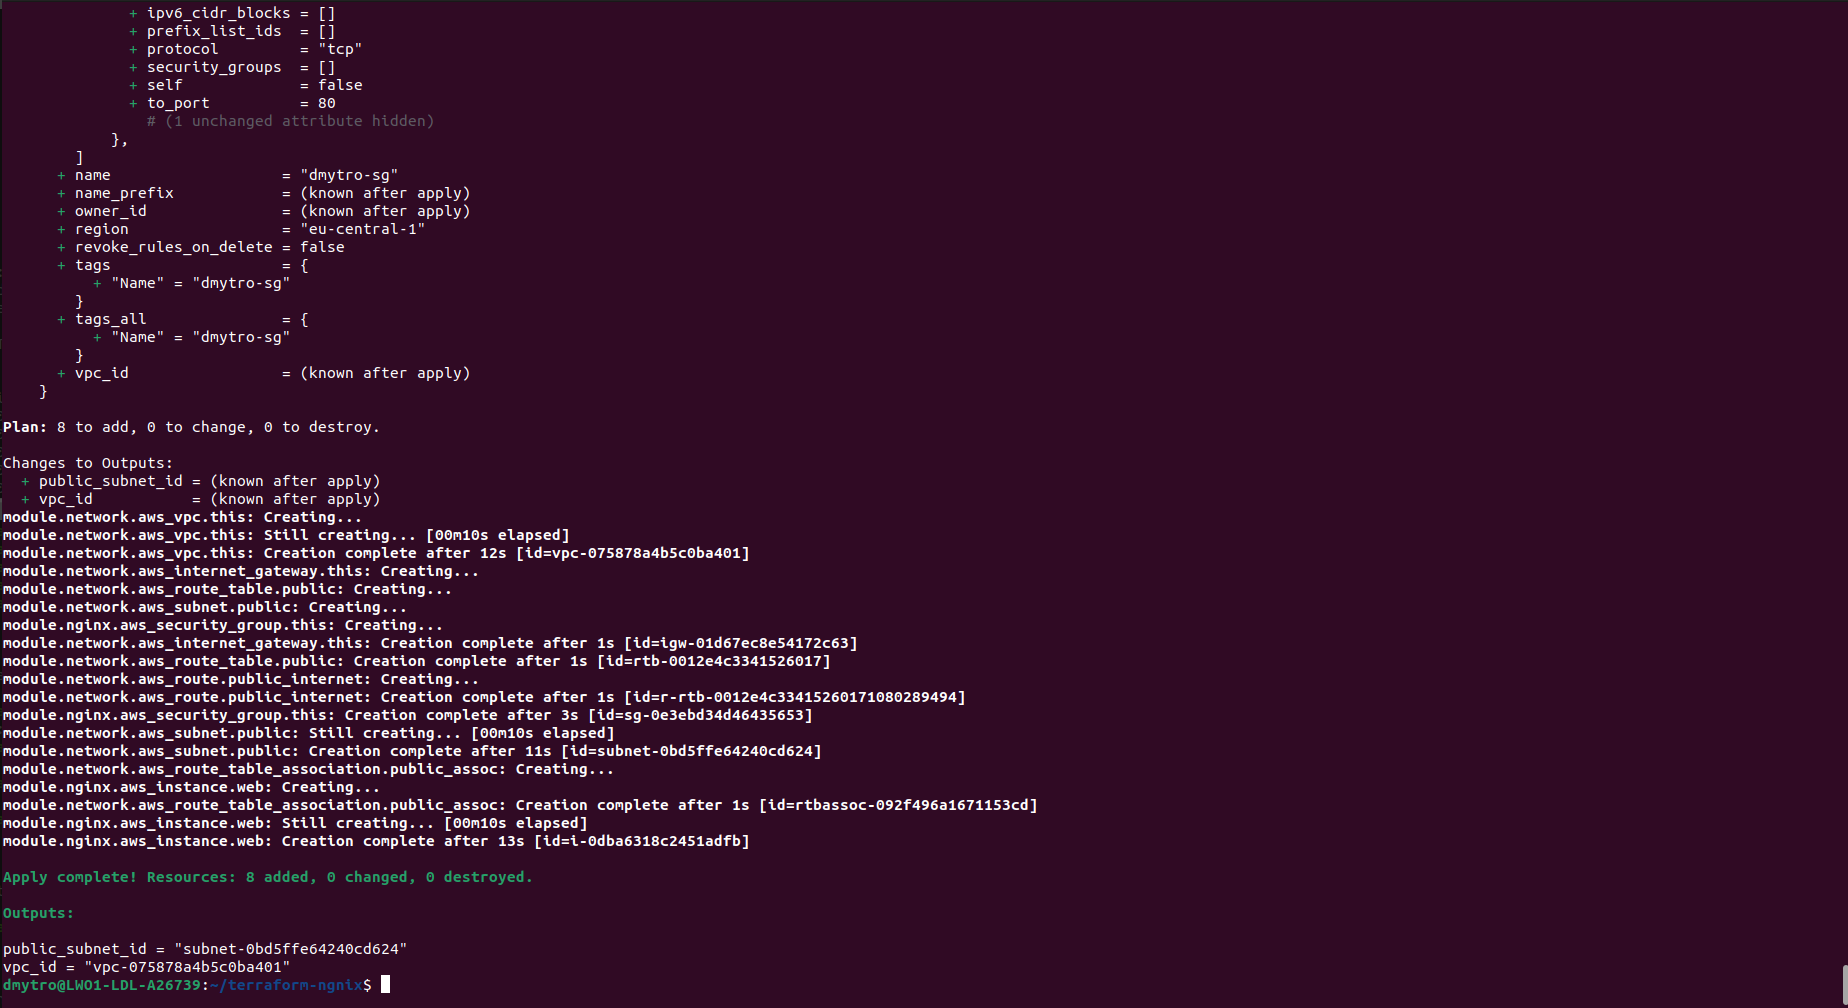 + ipv6_cidr_blocks = []
+ prefix_list_ids  = []
+ protocol         = "tcp"
+ security_groups  = []
+ self             = false
+ to_port          = 80
# (1 unchanged attribute hidden)
},
]
+ name                   = "dmytro-sg"
+ name_prefix            = (known after apply)
+ owner_id               = (known after apply)
+ region                 = "eu-central-1"
+ revoke_rules_on_delete = false
+ tags                   = {
+ "Name" = "dmytro-sg"
}
+ tags_all               = {
+ "Name" = "dmytro-sg"
}
+ vpc_id                 = (known after apply)
}
Plan: 8 to add, 0 to change, 0 to destroy.
Changes to Outputs:
+ public_subnet_id = (known after apply)
+ vpc_id           = (known after apply)
module.network.aws_vpc.this: Creating...
module.network.aws_vpc.this: Still creating... [00m10s elapsed]
module.network.aws_vpc.this: Creation complete after 12s [id=vpc-075878a4b5c0ba401]
module.network.aws_internet_gateway.this: Creating...
module.network.aws_route_table.public: Creating...
module.network.aws_subnet.public: Creating...
module.nginx.aws_security_group.this: Creating...
module.network.aws_internet_gateway.this: Creation complete after 1s [id=igw-01d67ec8e54172c63]
module.network.aws_route_table.public: Creation complete after 1s [id=rtb-0012e4c3341526017]
module.network.aws_route.public_internet: Creating...
module.network.aws_route.public_internet: Creation complete after 1s [id=r-rtb-0012e4c33415260171080289494]
module.nginx.aws_security_group.this: Creation complete after 3s [id=sg-0e3ebd34d46435653]
module.network.aws_subnet.public: Still creating... [00m10s elapsed]
module.network.aws_subnet.public: Creation complete after 11s [id=subnet-0bd5ffe64240cd624]
module.network.aws_route_table_association.public_assoc: Creating...
module.nginx.aws_instance.web: Creating...
module.network.aws_route_table_association.public_assoc: Creation complete after 1s [id=rtbassoc-092f496a1671153cd]
module.nginx.aws_instance.web: Still creating... [00m10s elapsed]
module.nginx.aws_instance.web: Creation complete after 13s [id=i-0dba6318c2451adfb]
Apply complete! Resources: 8 added, 0 changed, 0 destroyed.
Outputs:
public_subnet_id = "subnet-0bd5ffe64240cd624"
vpc_id = "vpc-075878a4b5c0ba401"
dmytro@LWO1-LDL-A26739:~/terraform-ngnix$